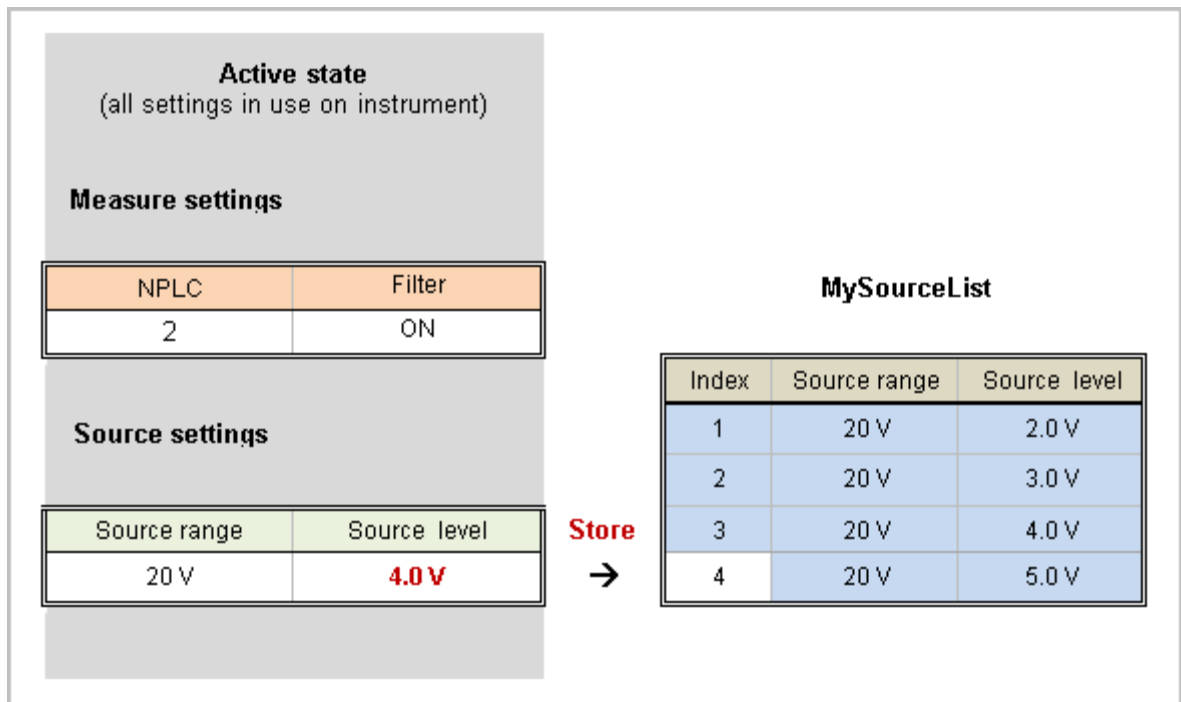 Active state
(all settings in use on instrument)
Measure settings
NPLC Filter
2 ON
Source settings
Source range Source level
20 V 4.0 V
Store
→
MySourceList
Index Source range Source level
1 20 V 2.0 V
2 20 V 3.0 V
3 20 V 4.0 V
4 20 V 5.0 V